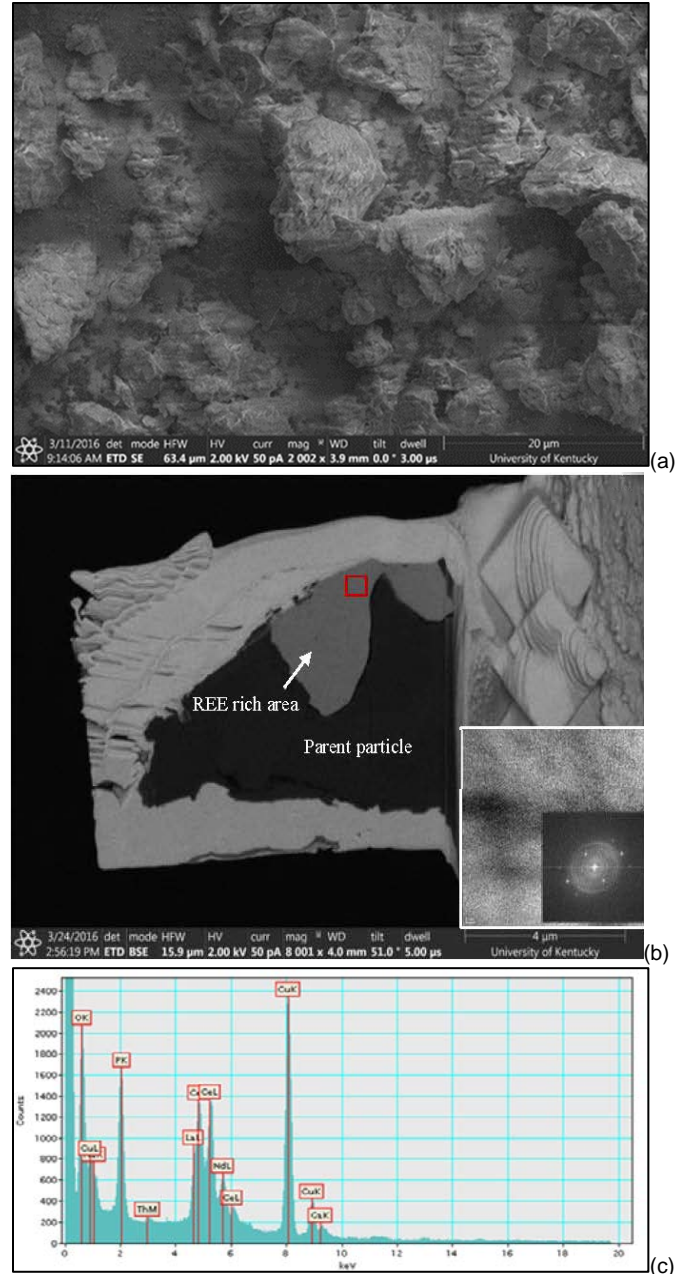 3/11/2016 det mode HFW HV curr mag WD tilt dwell 20 µm
9:14:06 AM ETD SE 63.4 µm 2.00 kV 50 pA 2 002 x 3.9 mm 0.0 ° 3.00 µs University of Kentucky
(a)
REE rich area
Parent particle
3/24/2016 det mode HFW HV curr mag WD tilt dwell 4 µm
2:56:19 PM ETD BSE 15.9 µm 2.00 kV 50 pA 8 001 x 4.0 mm 51.0 ° 5.00 µs University of Kentucky
(b)
2400
2200
2000
1800
1600
1400
1200
1000
800
600
400
200
0
Counts
CuK
OK
PK
CeL
LaL
CuL
NdL
CeL
ThM
CuK
GaK
0 2 4 6 8 10 12 14 16 18 20
keV
(c)